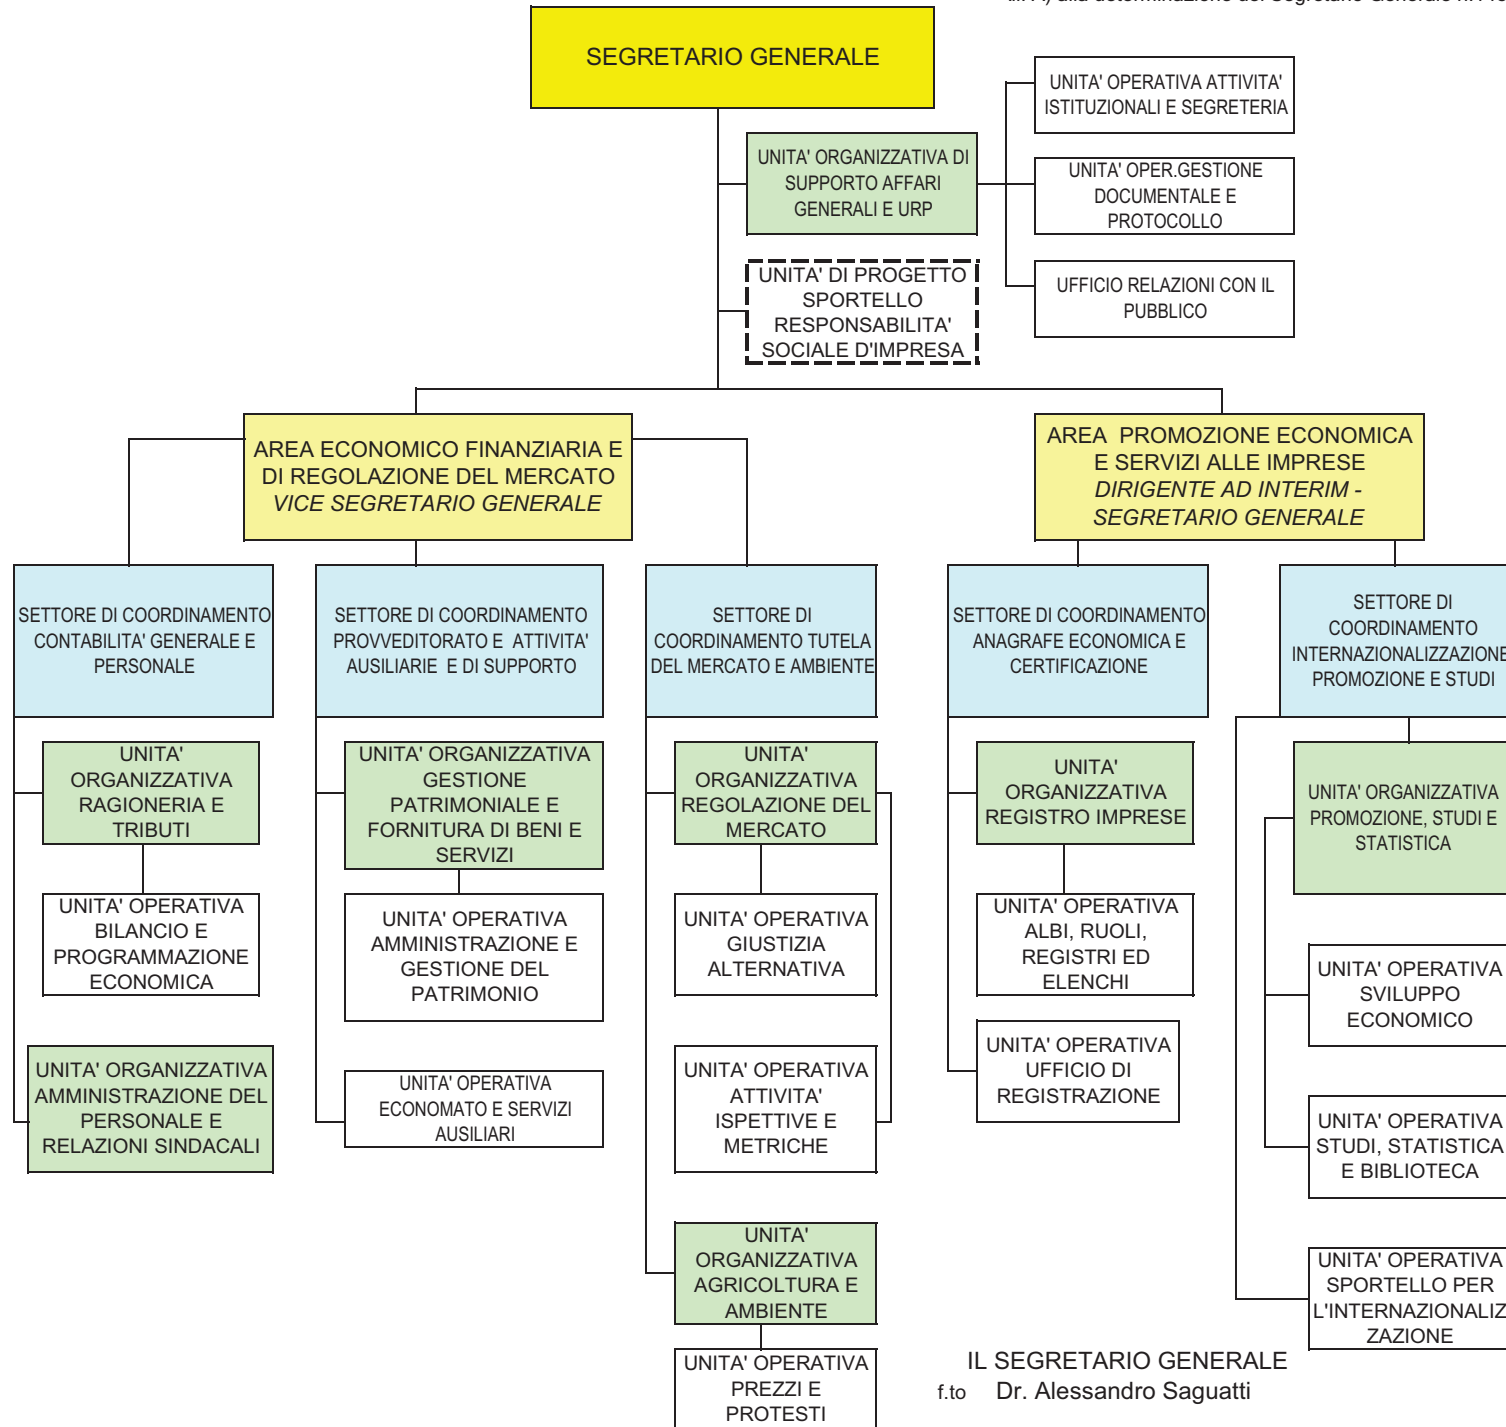 alla determinazione del Segretario Generale n.
SEGRETARIO GENERALE
UNITA' OPERATIVA ATTIVITA'
ISTITUZIONALI E SEGRETERIA
UNITA' ORGANIZZATIVA DI
SUPPORTO AFFARI
GENERALI E URP
UNITA' OPER.GESTIONE
DOCUMENTALE E
PROTOCOLLO
UNITA' DI PROGETTO
SPORTELLO
RESPONSABILITA'
SOCIALE D'IMPRESA
UFFICIO RELAZIONI CON IL
PUBBLICO
AREA ECONOMICO FINANZIARIA E
DI REGOLAZIONE DEL MERCATO
VICE SEGRETARIO GENERALE
AREA PROMOZIONE ECONOMICA
E SERVIZI ALLE IMPRESE
DIRIGENTE AD INTERIM -
SEGRETARIO GENERALE
SETTORE DI COORDINAMENTO
CONTABILITA' GENERALE E
PERSONALE
SETTORE DI COORDINAMENTO
PROVVEDITORATO E ATTIVITA'
AUSILIARIE E DI SUPPORTO
SETTORE DI
COORDINAMENTO TUTELA
DEL MERCATO E AMBIENTE
SETTORE DI COORDINAMENTO
ANAGRAFE ECONOMICA E
CERTIFICAZIONE
SETTORE DI
COORDINAMENTO
INTERNAZIONALIZZAZIONE
PROMOZIONE E STUDI
UNITA'
ORGANIZZATIVA
RAGIONERIA E
TRIBUTI
UNITA' ORGANIZZATIVA
GESTIONE
PATRIMONIALE E
FORNITURA DI BENI E
SERVIZI
UNITA'
ORGANIZZATIVA
REGOLAZIONE DEL
MERCATO
UNITA'
ORGANIZZATIVA
REGISTRO IMPRESE
UNITA' ORGANIZZATIVA
PROMOZIONE, STUDI E
STATISTICA
UNITA' OPERATIVA
BILANCIO E
PROGRAMMAZIONE
ECONOMICA
UNITA' OPERATIVA
AMMINISTRAZIONE E
GESTIONE DEL
PATRIMONIO
UNITA' OPERATIVA
GIUSTIZIA
ALTERNATIVA
UNITA' OPERATIVA
ALBI, RUOLI,
REGISTRI ED
ELENCHI
UNITA' OPERATIVA
SVILUPPO
ECONOMICO
UNITA' ORGANIZZATIVA
AMMINISTRAZIONE DEL
PERSONALE E
RELAZIONI SINDACALI
UNITA' OPERATIVA
ECONOMATO E SERVIZI
AUSILIARI
UNITA' OPERATIVA
ATTIVITA'
ISPETTIVE E
METRICHE
UNITA' OPERATIVA
UFFICIO DI
REGISTRAZIONE
UNITA' OPERATIVA
STUDI, STATISTICA
E BIBLIOTECA
UNITA'
ORGANIZZATIVA
AGRICOLTURA E
AMBIENTE
UNITA' OPERATIVA
SPORTELLO PER
L'INTERNAZIONALIZ
ZAZIONE
UNITA' OPERATIVA
PREZZI E
PROTESTI
IL SEGRETARIO GENERALE
f.to Dr. Alessandro Saguatti